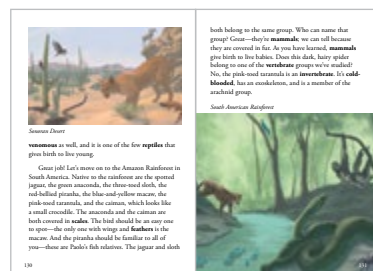 Sonoran Desert
venomous as well, and it is one of the few reptiles that
gives birth to live young.
Great job! Let's move on to the Amazon Rainforest in
South America. Native to the rainforest are the spotted
jaguar, the green anaconda, the three-toed sloth, the
red-bellied piranha, the blue-and-yellow macaw, the
pink-toed tarantula, and the caiman, which looks like
a small crocodile. The anaconda and the caiman are
both covered in scales. The bird should be an easy one
to spot—the only one with wings and feathers is the
macaw. And the piranha should be familiar to all of
you—these are Paolo's fish relatives. The jaguar and sloth
130
both belong to the same group. Who can name that
group? Great—they're mammals; we can tell because
they are covered in fur. As you have learned, mammals
give birth to live babies. Does this dark, hairy spider
belong to one of the vertebrate groups we've studied?
No, the pink-toed tarantula is an invertebrate. It's cold-
blooded, has an exoskeleton, and is a member of the
arachnid group.
South American Rainforest
131